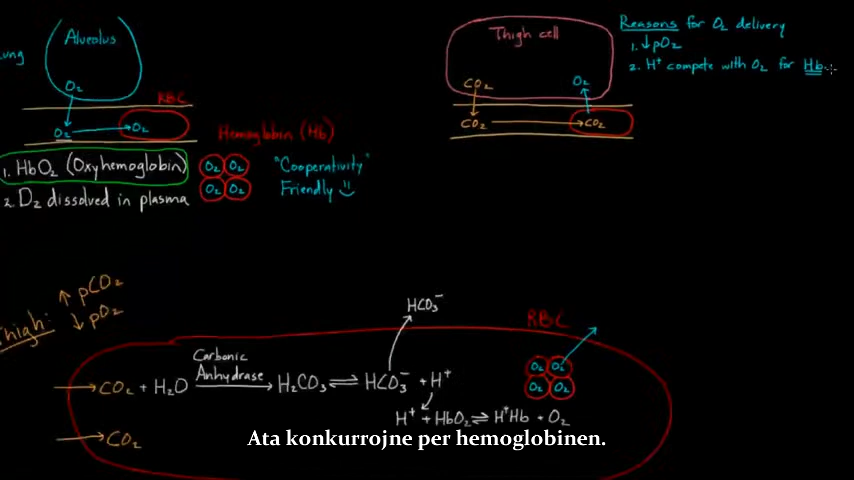 Alveolus
Lung
O₂
RBC
O₂ → O₂
Hemoglobin (Hb)
1. HbO₂ (Oxyhemoglobin)
2. D₂ dissolved in plasma
O₂ O₂
O₂ O₂
"Cooperativity"
Friendly
Thigh cell
CO₂ O₂
CO₂ → CO₂
Reasons for O₂ delivery
1. ↓pO₂
2. H⁺ compete with O₂ for Hb
Thigh:
↑ pCO₂
↓ pO₂
HCO₃⁻
RBC
Carbonic
Anhydrase
CO₂ + H₂O → H₂CO₃ ⇌ HCO₃⁻ + H⁺
O₂ O₂
O₂ O₂
H⁺ + HbO₂ ⇌ H⁺Hb + O₂
CO₂
Ata konkurrojne per hemoglobinen.